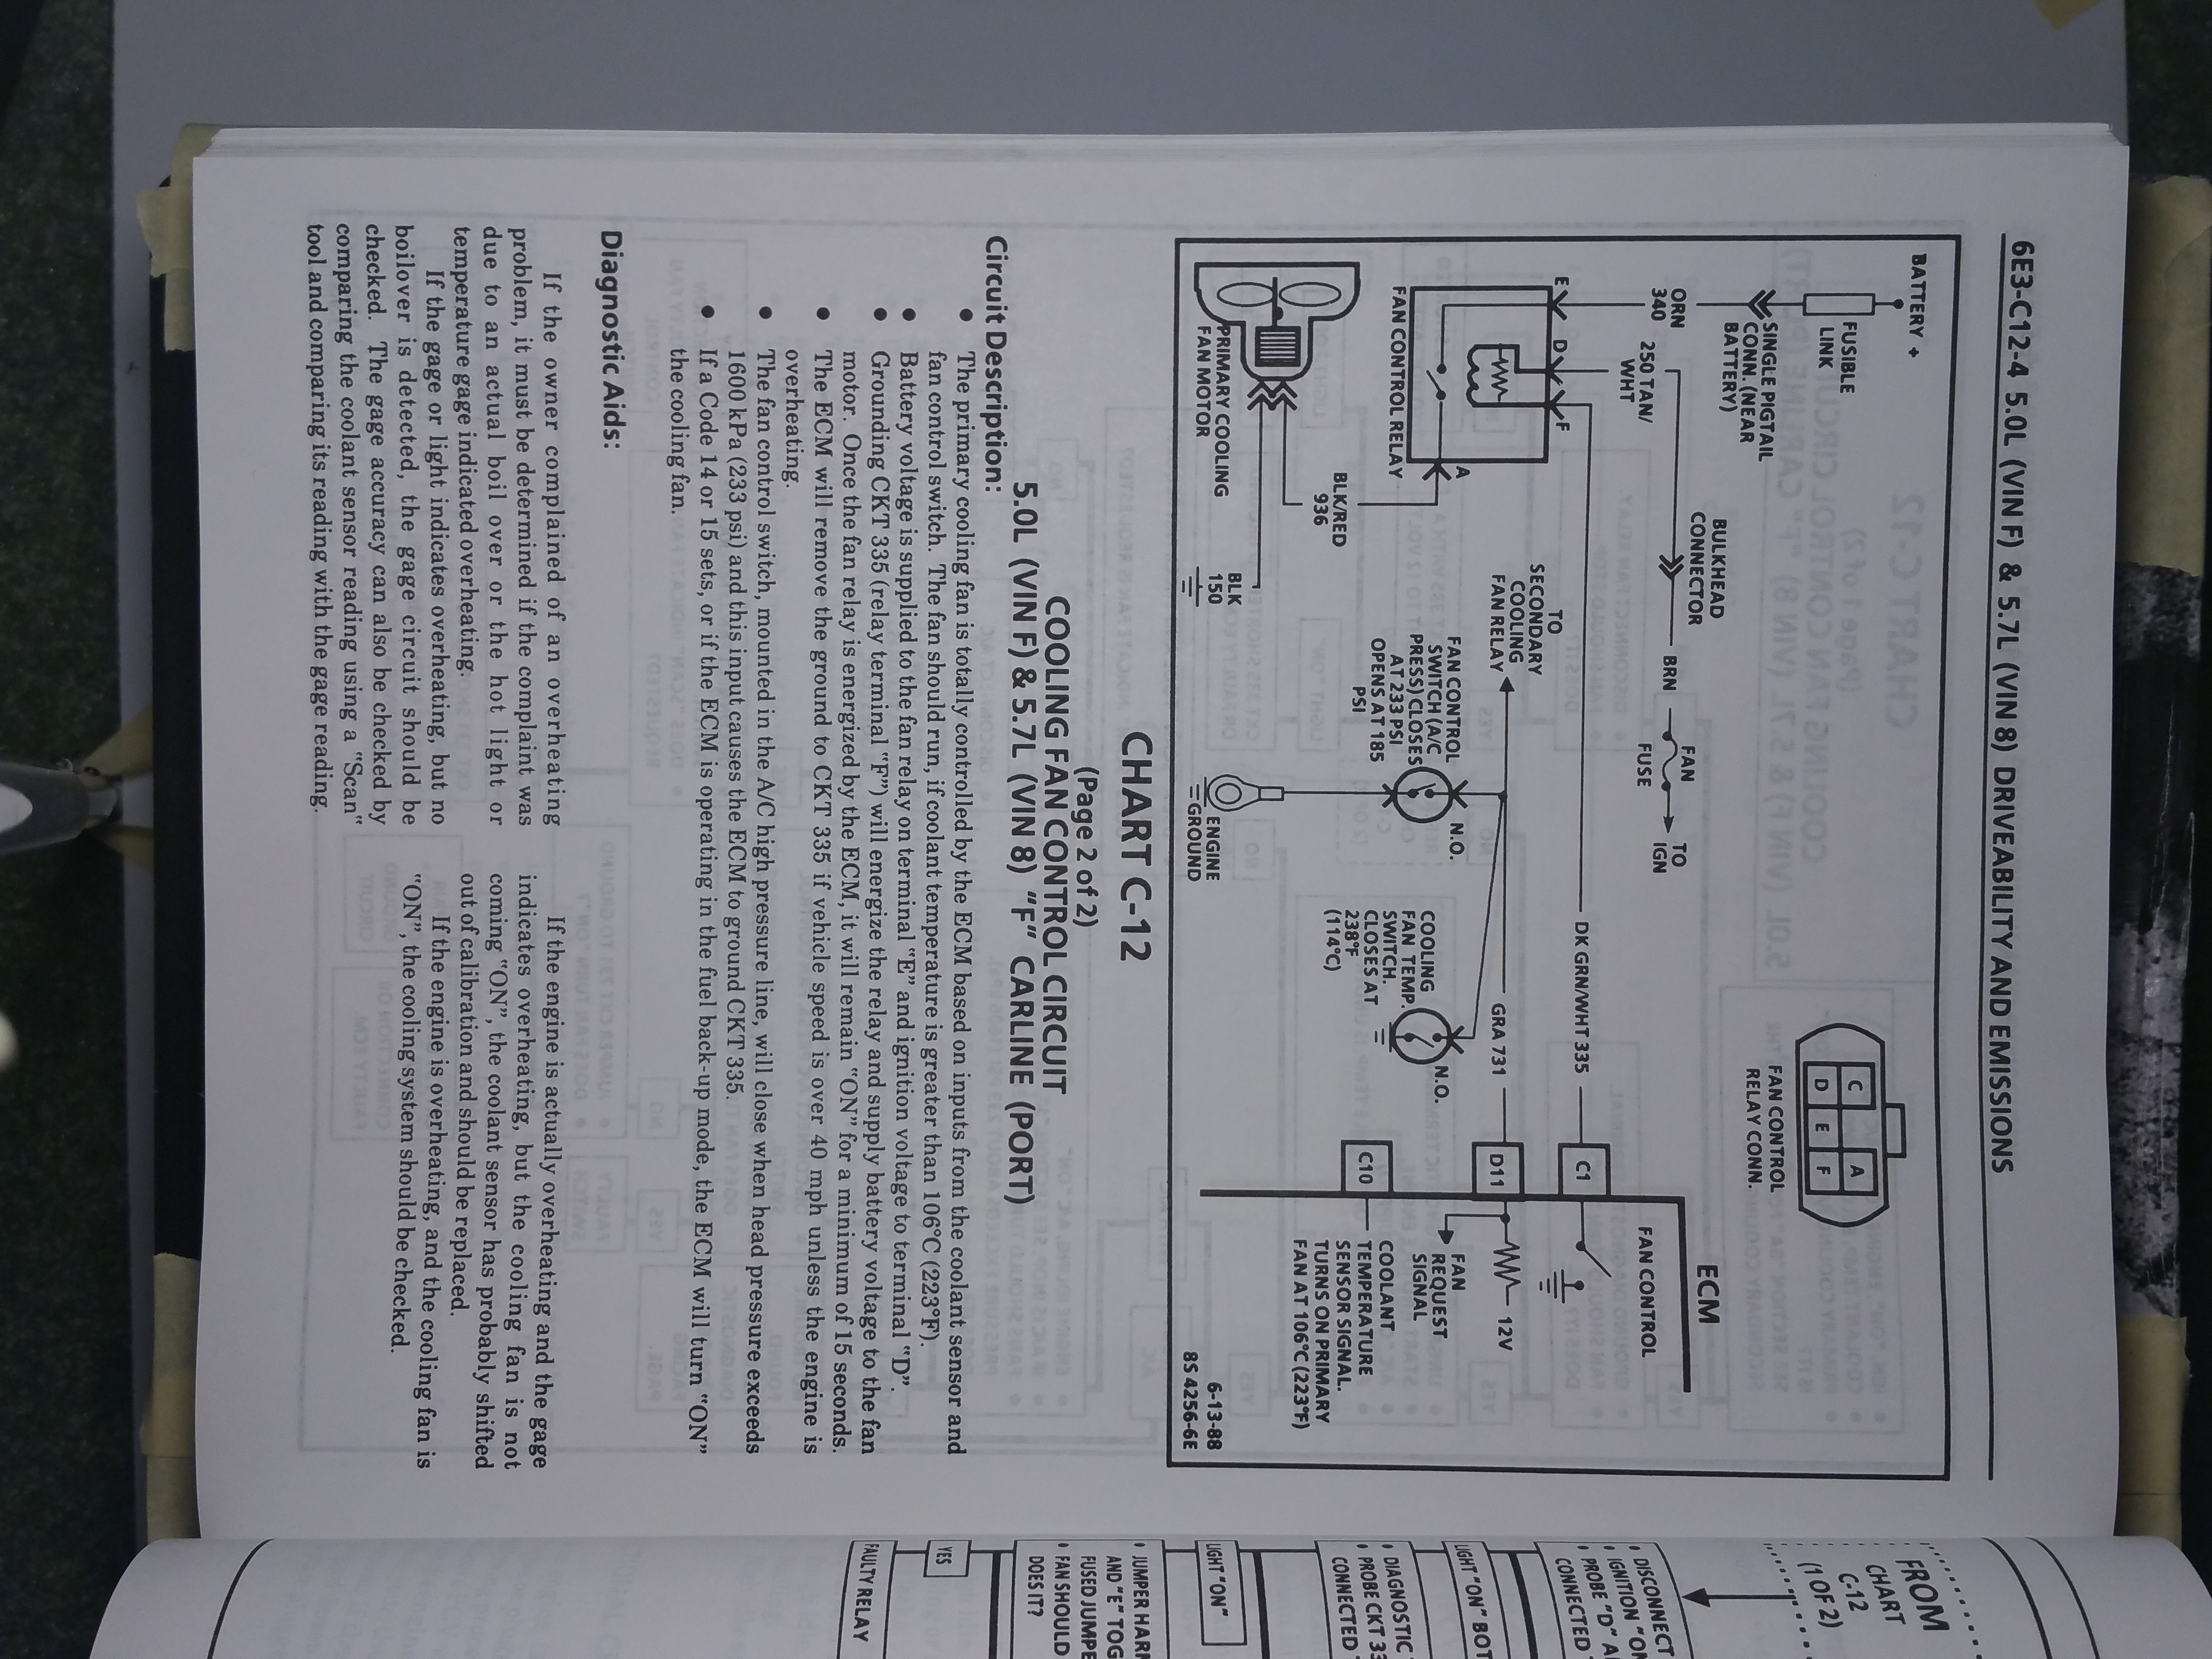 6E3-C12-4 5.0L (VIN F) & 5.7L (VIN 8) DRIVEABILITY AND EMISSIONS
BATTERY +
FUSIBLE
LINK
SINGLE PIGTAIL
CONN. (NEAR
BATTERY)
ORN
340
250 TAN/
WHT
BULKHEAD
CONNECTOR
BRN
FAN
FUSE
TO
IGN
C
A
D
E
F
FAN CONTROL
RELAY CONN.
ECM
FAN CONTROL
E
D
F
A
FAN CONTROL RELAY
DK GRN/WHT 335
C1
TO
SECONDARY
COOLING
FAN RELAY
GRA 731
D11
12V
FAN
REQUEST
SIGNAL
FAN CONTROL
SWITCH (A/C
PRESS) CLOSES
AT 233 PSI
OPENS AT 185
PSI
N.O.
COOLING
FAN TEMP.
SWITCH.
CLOSES AT
238°F
(114°C)
N.O.
C10
COOLANT
TEMPERATURE
SENSOR SIGNAL.
TURNS ON PRIMARY
FAN AT 106°C (223°F)
BLK/RED
936
PRIMARY COOLING
FAN MOTOR
BLK
150
ENGINE
GROUND
6-13-88
8S 4256-6E
CHART C-12
(Page 2 of 2)
COOLING FAN CONTROL CIRCUIT
5.0L (VIN F) & 5.7L (VIN 8) "F" CARLINE (PORT)
Circuit Description:
● The primary cooling fan is totally controlled by the ECM based on inputs from the coolant sensor and
fan control switch. The fan should run, if coolant temperature is greater than 106°C (223°F).
● Battery voltage is supplied to the fan relay on terminal "E" and ignition voltage to terminal "D".
● Grounding CKT 335 (relay terminal "F") will energize the relay and supply battery voltage to the fan
motor. Once the fan relay is energized by the ECM, it will remain "ON" for a minimum of 15 seconds.
● The ECM will remove the ground to CKT 335 if vehicle speed is over 40 mph unless the engine is
overheating.
● The fan control switch, mounted in the A/C high pressure line, will close when head pressure exceeds
1600 kPa (233 psi) and this input causes the ECM to ground CKT 335.
● If a Code 14 or 15 sets, or if the ECM is operating in the fuel back-up mode, the ECM will turn "ON"
the cooling fan.
Diagnostic Aids:
If the owner complained of an overheating
problem, it must be determined if the complaint was
due to an actual boil over or the hot light or
temperature gage indicated overheating.
If the gage or light indicates overheating, but no
boilover is detected, the gage circuit should be
checked. The gage accuracy can also be checked by
comparing the coolant sensor reading using a "Scan"
tool and comparing its reading with the gage reading.
If the engine is actually overheating and the gage
indicates overheating, but the cooling fan is not
coming "ON", the coolant sensor has probably shifted
out of calibration and should be replaced.
If the engine is overheating, and the cooling fan is
"ON", the cooling system should be checked.
FROM
CHART
C-12
(1 OF 2)
• DISCONNECT
• IGNITION "ON
• PROBE "D"
CONNECTED
LIGHT "ON" BOT
• DIAGNOSTIC
• PROBE CKT 33
CONNECTED
LIGHT "ON"
• JUMPER HARN
AND "E" TOG
FUSED JUMPE
• FAN SHOULD
DOES IT?
YES
FAULTY RELAY